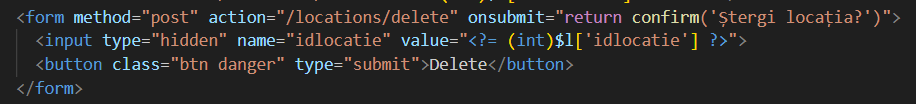 <form method="post" action="/locations/delete" onsubmit="return confirm('Ștergi locația?')">
<input type="hidden" name="idlocatie" value="<?= (int)$l['idlocatie'] ?>">
<button class="btn danger" type="submit">Delete</button>
</form>